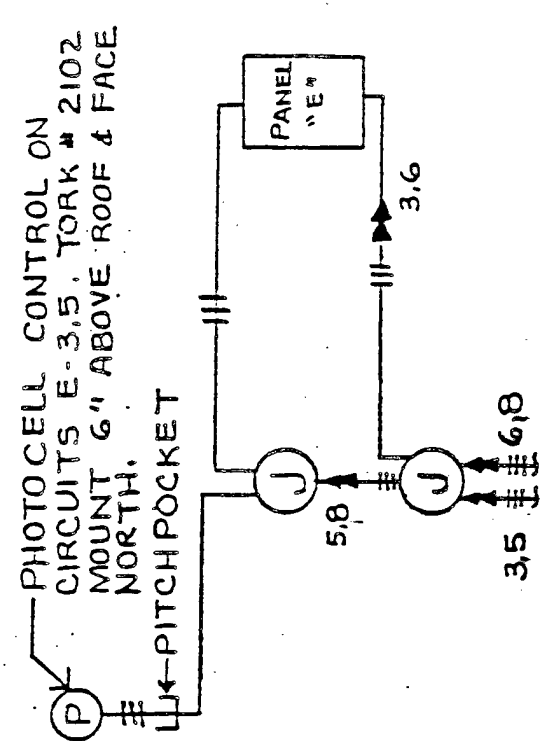 PHOTOCELL CONTROL ON
CIRCUITS E-3,5. TORK # 2102
MOUNT 6" ABOVE ROOF & FACE
NORTH.
P
PITCHPOCKET
J
5,8
J
3,5
6,8
PANEL
"E"
3,6